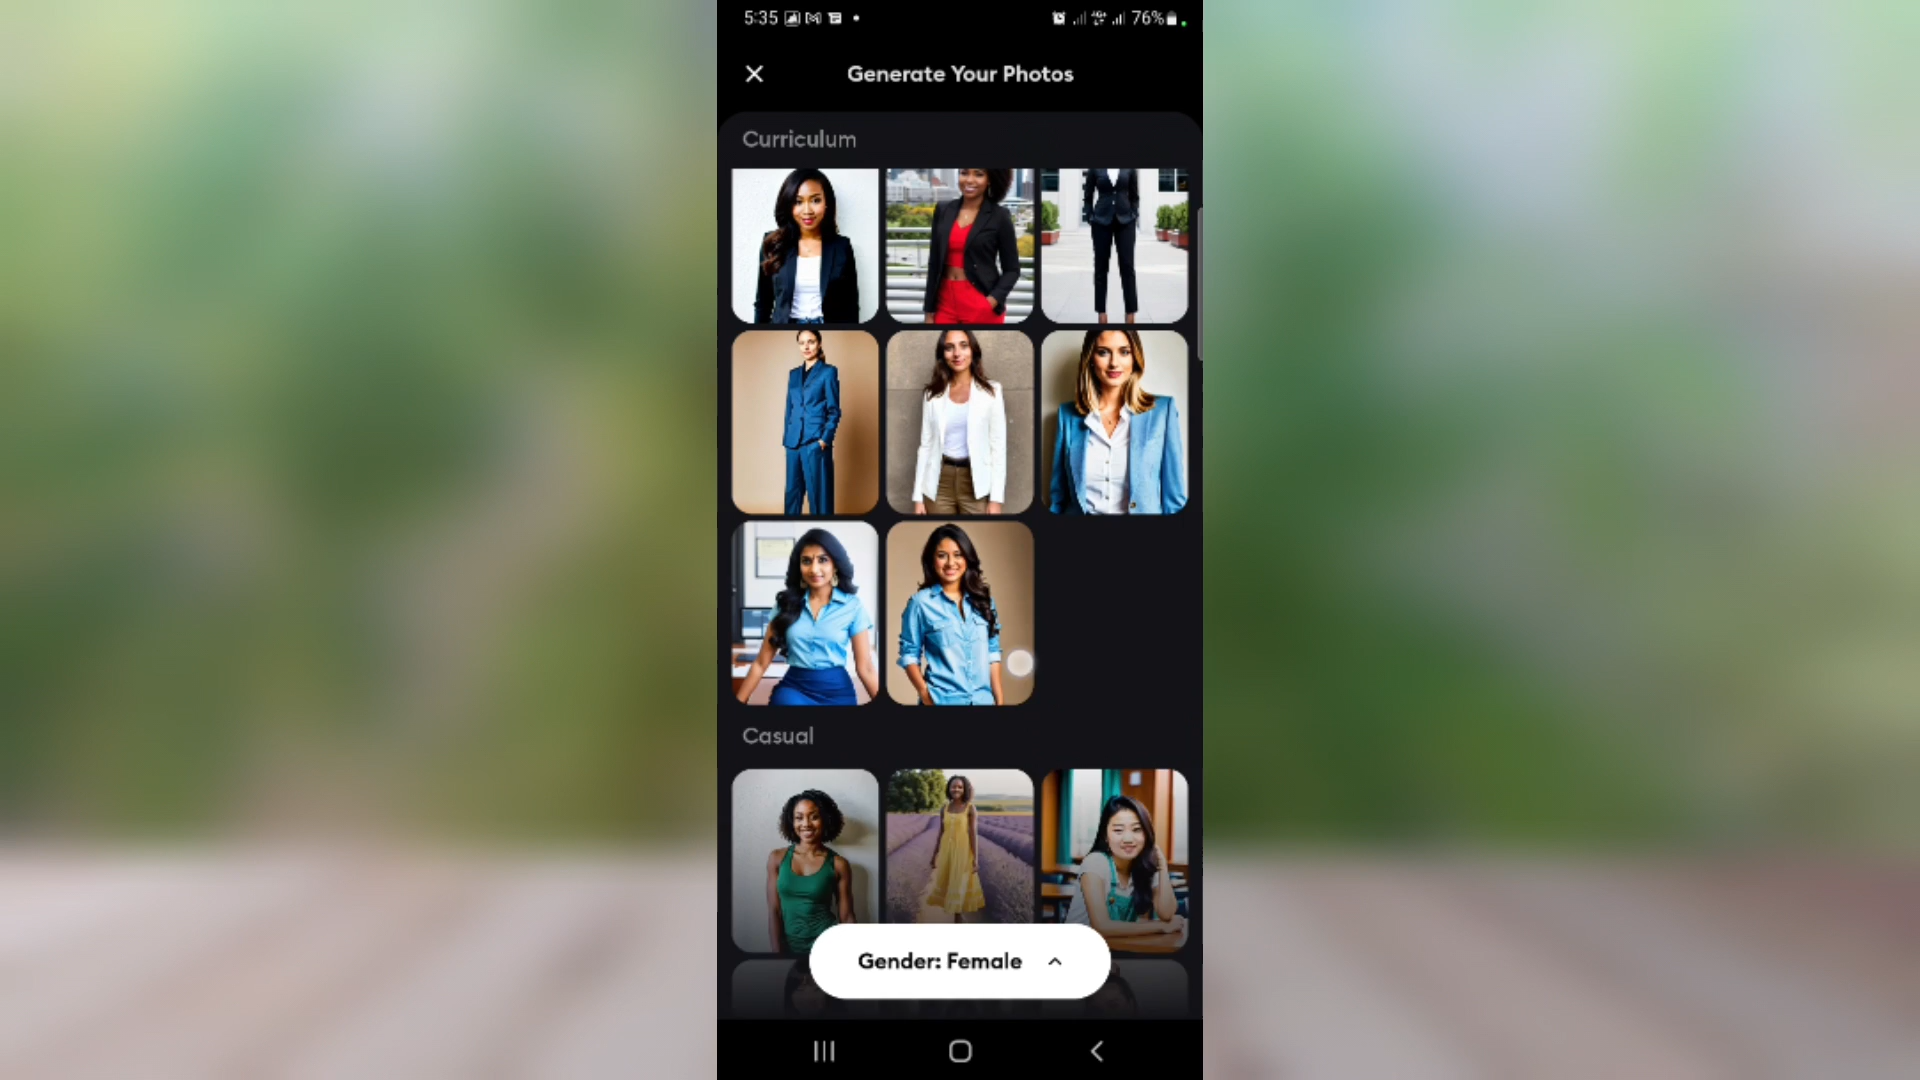 5:35
76%
Generate Your Photos
Curriculum
Casual
Gender: Female